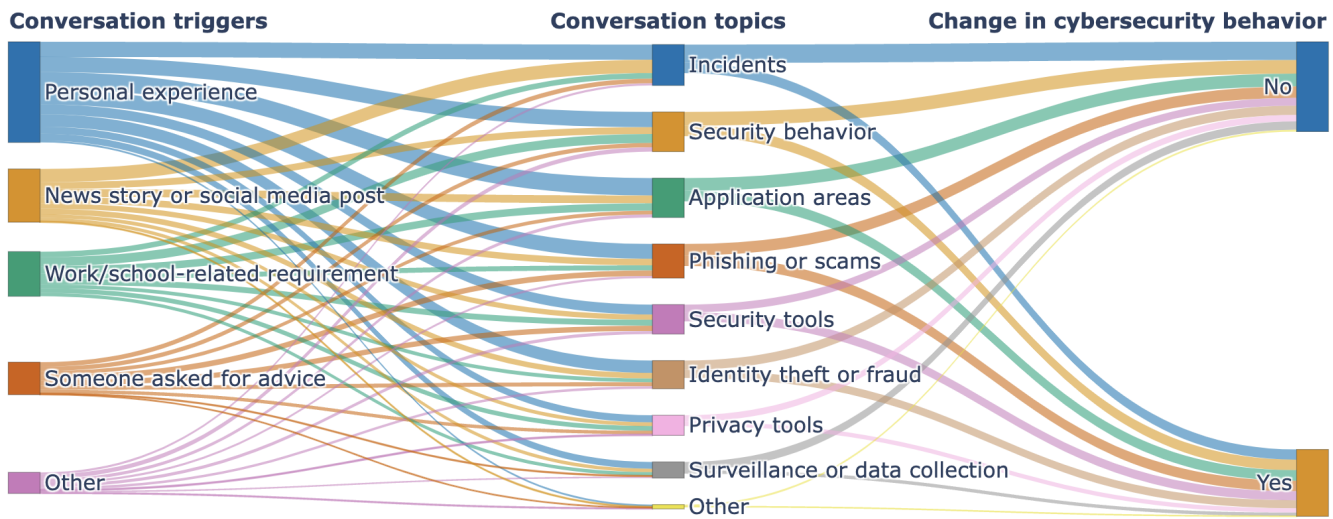 Conversation triggers
Conversation topics
Change in cybersecurity behavior
Personal experience
News story or social media post
Work/school-related requirement
Someone asked for advice
Other
Incidents
Security behavior
Application areas
Phishing or scams
Security tools
Identity theft or fraud
Privacy tools
Surveillance or data collection
Other
No
Yes